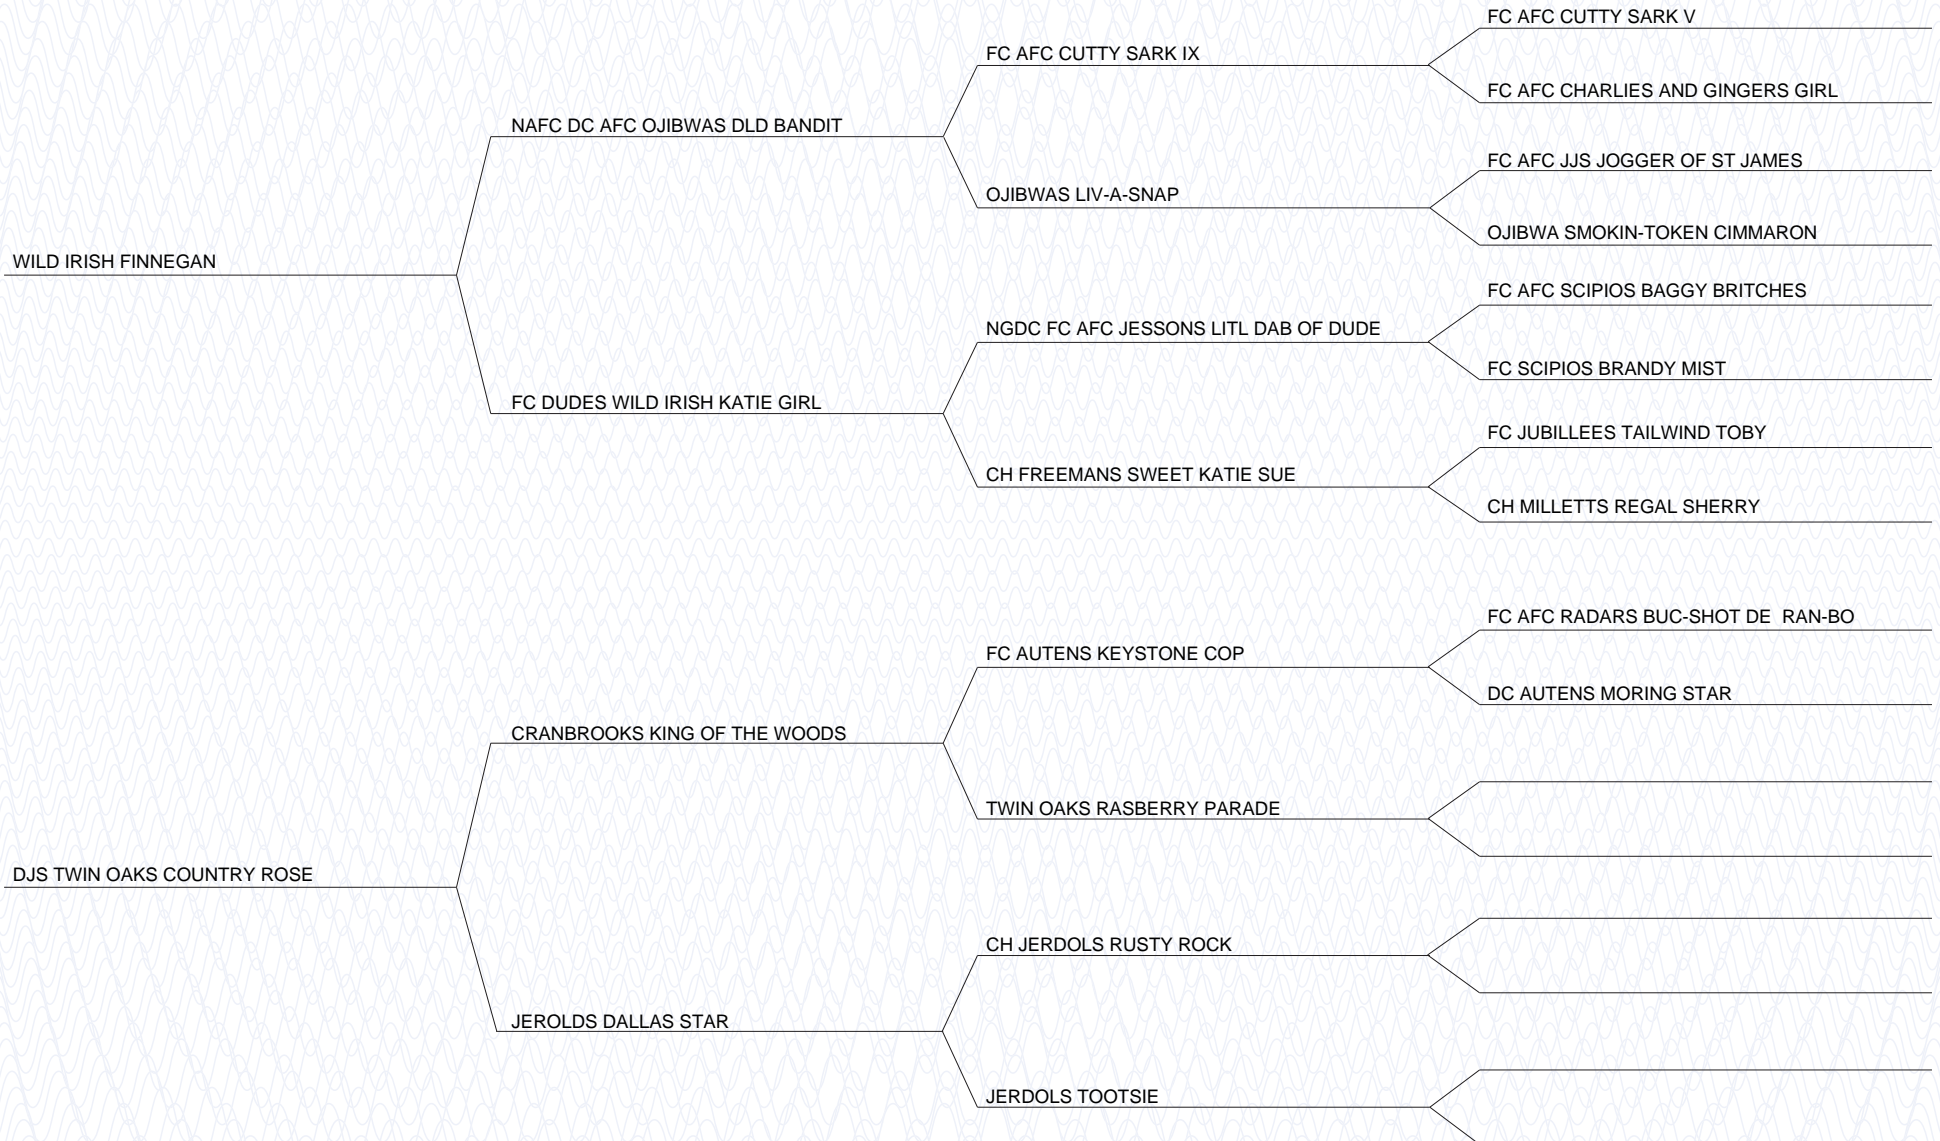 FC AFC CUTTY SARK V
FC AFC CUTTY SARK IX
FC AFC CHARLIES AND GINGERS GIRL
NAFC DC AFC OJIBWAS DLD BANDIT
FC AFC JJS JOGGER OF ST JAMES
OJIBWAS LIV-A-SNAP
OJIBWA SMOKIN-TOKEN CIMMARON
WILD IRISH FINNEGAN
FC AFC SCIPIOS BAGGY BRITCHES
NGDC FC AFC JESSONS LITL DAB OF DUDE
FC SCIPIOS BRANDY MIST
FC DUDES WILD IRISH KATIE GIRL
FC JUBILLEES TAILWIND TOBY
CH FREEMANS SWEET KATIE SUE
CH MILLETTS REGAL SHERRY
FC AFC RADARS BUC-SHOT DE  RAN-BO
FC AUTENS KEYSTONE COP
DC AUTENS MORING STAR
CRANBROOKS KING OF THE WOODS
TWIN OAKS RASBERRY PARADE
DJS TWIN OAKS COUNTRY ROSE
CH JERDOLS RUSTY ROCK
JEROLDS DALLAS STAR
JERDOLS TOOTSIE